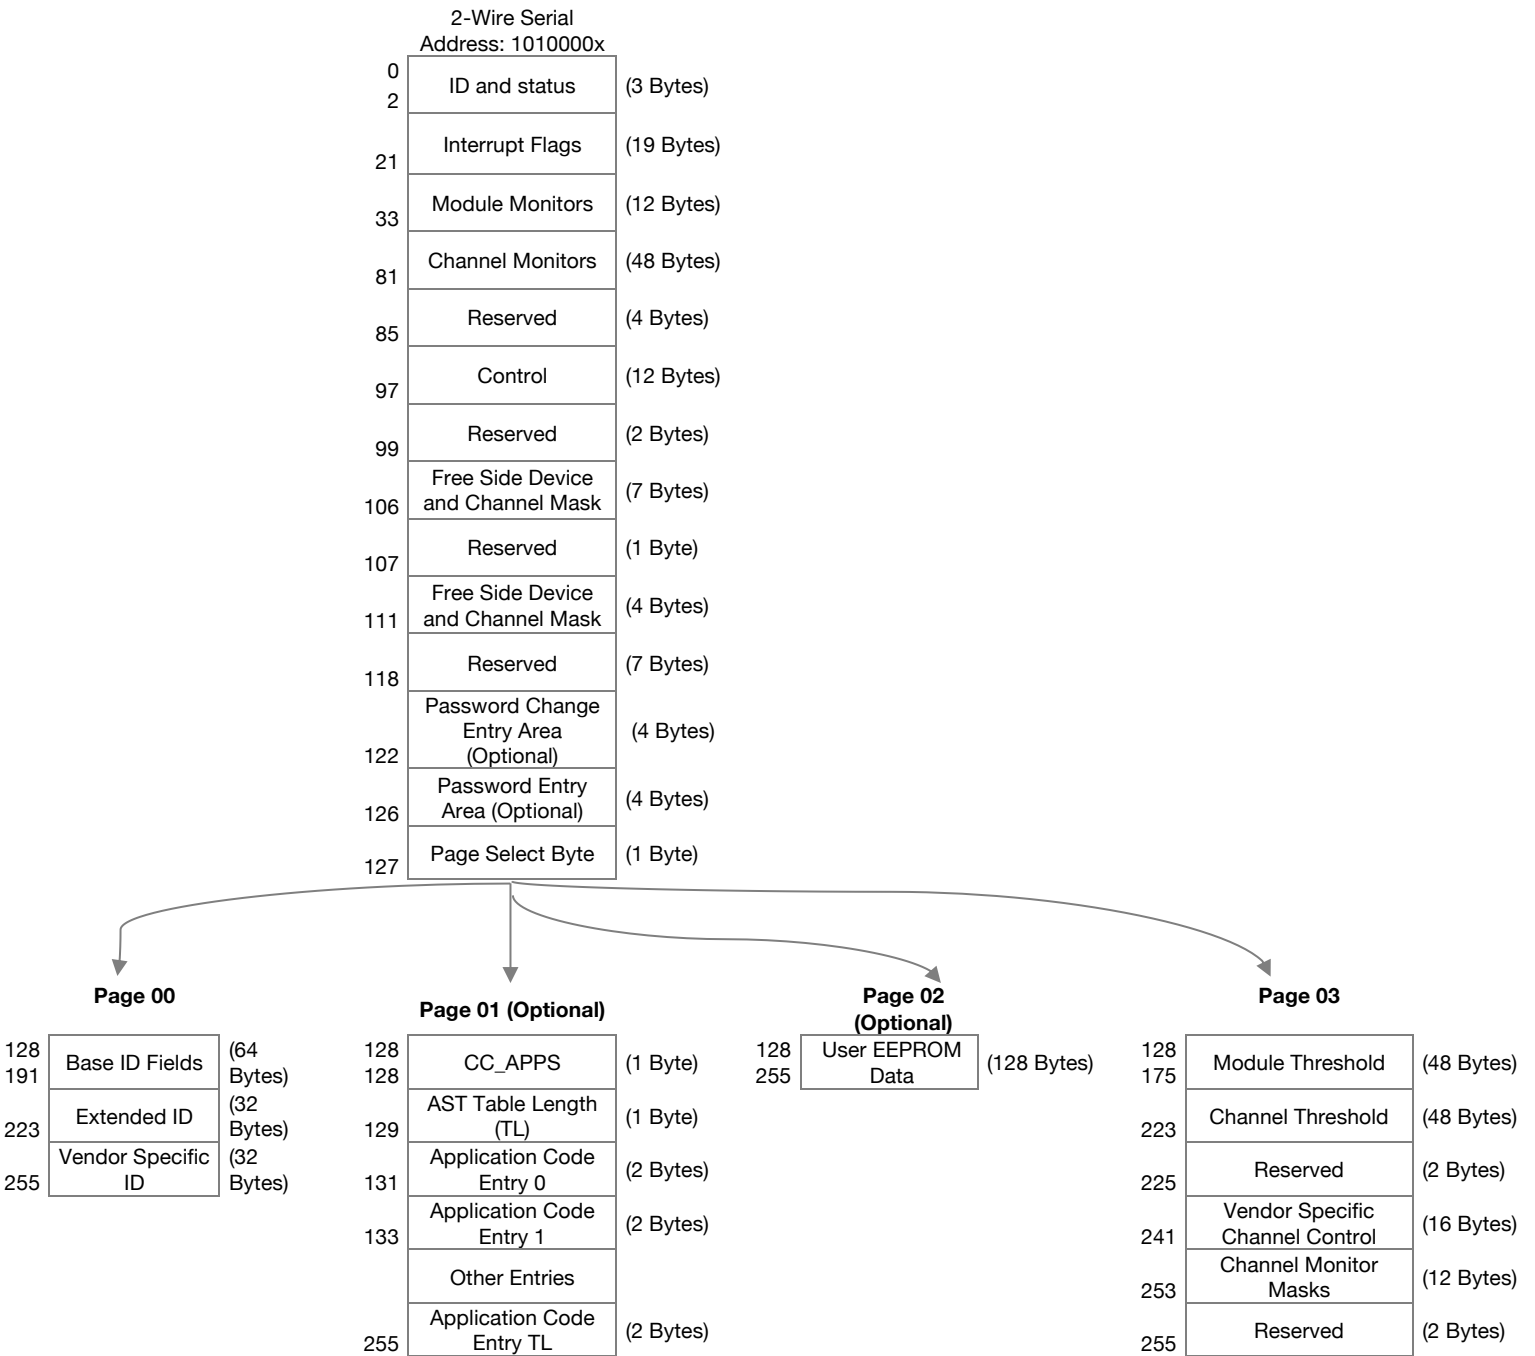 2-Wire Serial
Address: 1010000x
0
2
ID and status
(3 Bytes)
21
Interrupt Flags
(19 Bytes)
33
Module Monitors
(12 Bytes)
81
Channel Monitors
(48 Bytes)
85
Reserved
(4 Bytes)
97
Control
(12 Bytes)
99
Reserved
(2 Bytes)
106
Free Side Device
and Channel Mask
(7 Bytes)
107
Reserved
(1 Byte)
111
Free Side Device
and Channel Mask
(4 Bytes)
118
Reserved
(7 Bytes)
122
Password Change
Entry Area
(Optional)
(4 Bytes)
126
Password Entry
Area (Optional)
(4 Bytes)
127
Page Select Byte
(1 Byte)
Page 00
128
191
Base ID Fields
(64
Bytes)
223
Extended ID
(32
Bytes)
255
Vendor Specific
ID
(32
Bytes)
Page 01 (Optional)
128
128
CC_APPS
(1 Byte)
129
AST Table Length
(TL)
(1 Byte)
131
Application Code
Entry 0
(2 Bytes)
133
Application Code
Entry 1
(2 Bytes)
Other Entries
255
Application Code
Entry TL
(2 Bytes)
Page 02
(Optional)
128
255
User EEPROM
Data
(128 Bytes)
Page 03
128
175
Module Threshold
(48 Bytes)
223
Channel Threshold
(48 Bytes)
225
Reserved
(2 Bytes)
241
Vendor Specific
Channel Control
(16 Bytes)
253
Channel Monitor
Masks
(12 Bytes)
255
Reserved
(2 Bytes)